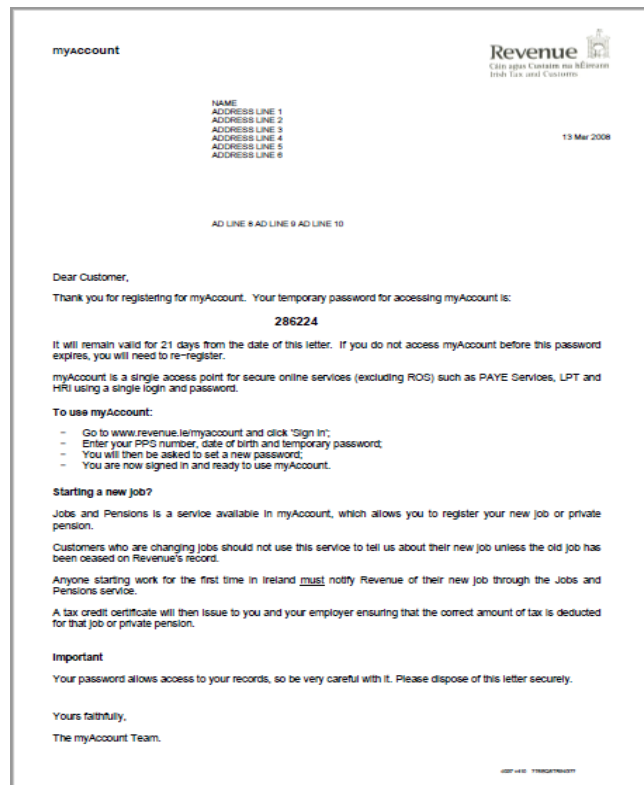 myAccount
Revenue
Cáin agus Custaim na hÉireann
Irish Tax and Customs
NAME
ADDRESS LINE 1
ADDRESS LINE 2
ADDRESS LINE 3
ADDRESS LINE 4
ADDRESS LINE 5
ADDRESS LINE 6
13 Mar 2008
AD LINE 8 AD LINE 9 AD LINE 10
Dear Customer,
Thank you for registering for myAccount. Your temporary password for accessing myAccount is:
286224
It will remain valid for 21 days from the date of this letter. If you do not access myAccount before this password
expires, you will need to re-register.
myAccount is a single access point for secure online services (excluding ROS) such as PAYE Services, LPT and
HRI using a single login and password.
To use myAccount:
- Go to www.revenue.ie/myaccount and click 'Sign In';
- Enter your PPS number, date of birth and temporary password;
- You will then be asked to set a new password;
- You are now signed in and ready to use myAccount.
Starting a new job?
Jobs and Pensions is a service available in myAccount, which allows you to register your new job or private
pension.
Customers who are changing jobs should not use this service to tell us about their new job unless the old job has
been ceased on Revenue's record.
Anyone starting work for the first time in Ireland must notify Revenue of their new job through the Jobs and
Pensions service.
A tax credit certificate will then issue to you and your employer ensuring that the correct amount of tax is deducted
for that job or private pension.
Important
Your password allows access to your records, so be very careful with it. Please dispose of this letter securely.
Yours faithfully,
The myAccount Team.